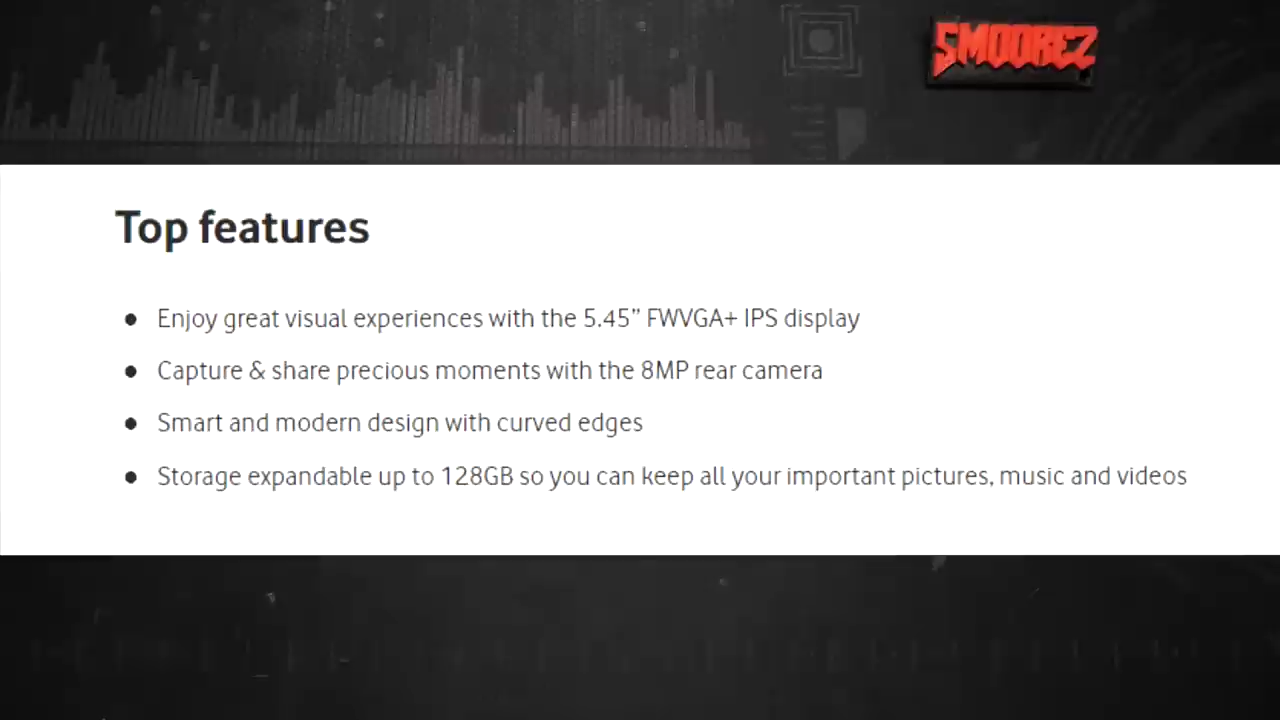 SMOOREZ
Top features
• Enjoy great visual experiences with the 5.45” FWVGA+ IPS display
• Capture & share precious moments with the 8MP rear camera
• Smart and modern design with curved edges
• Storage expandable up to 128GB so you can keep all your important pictures, music and videos